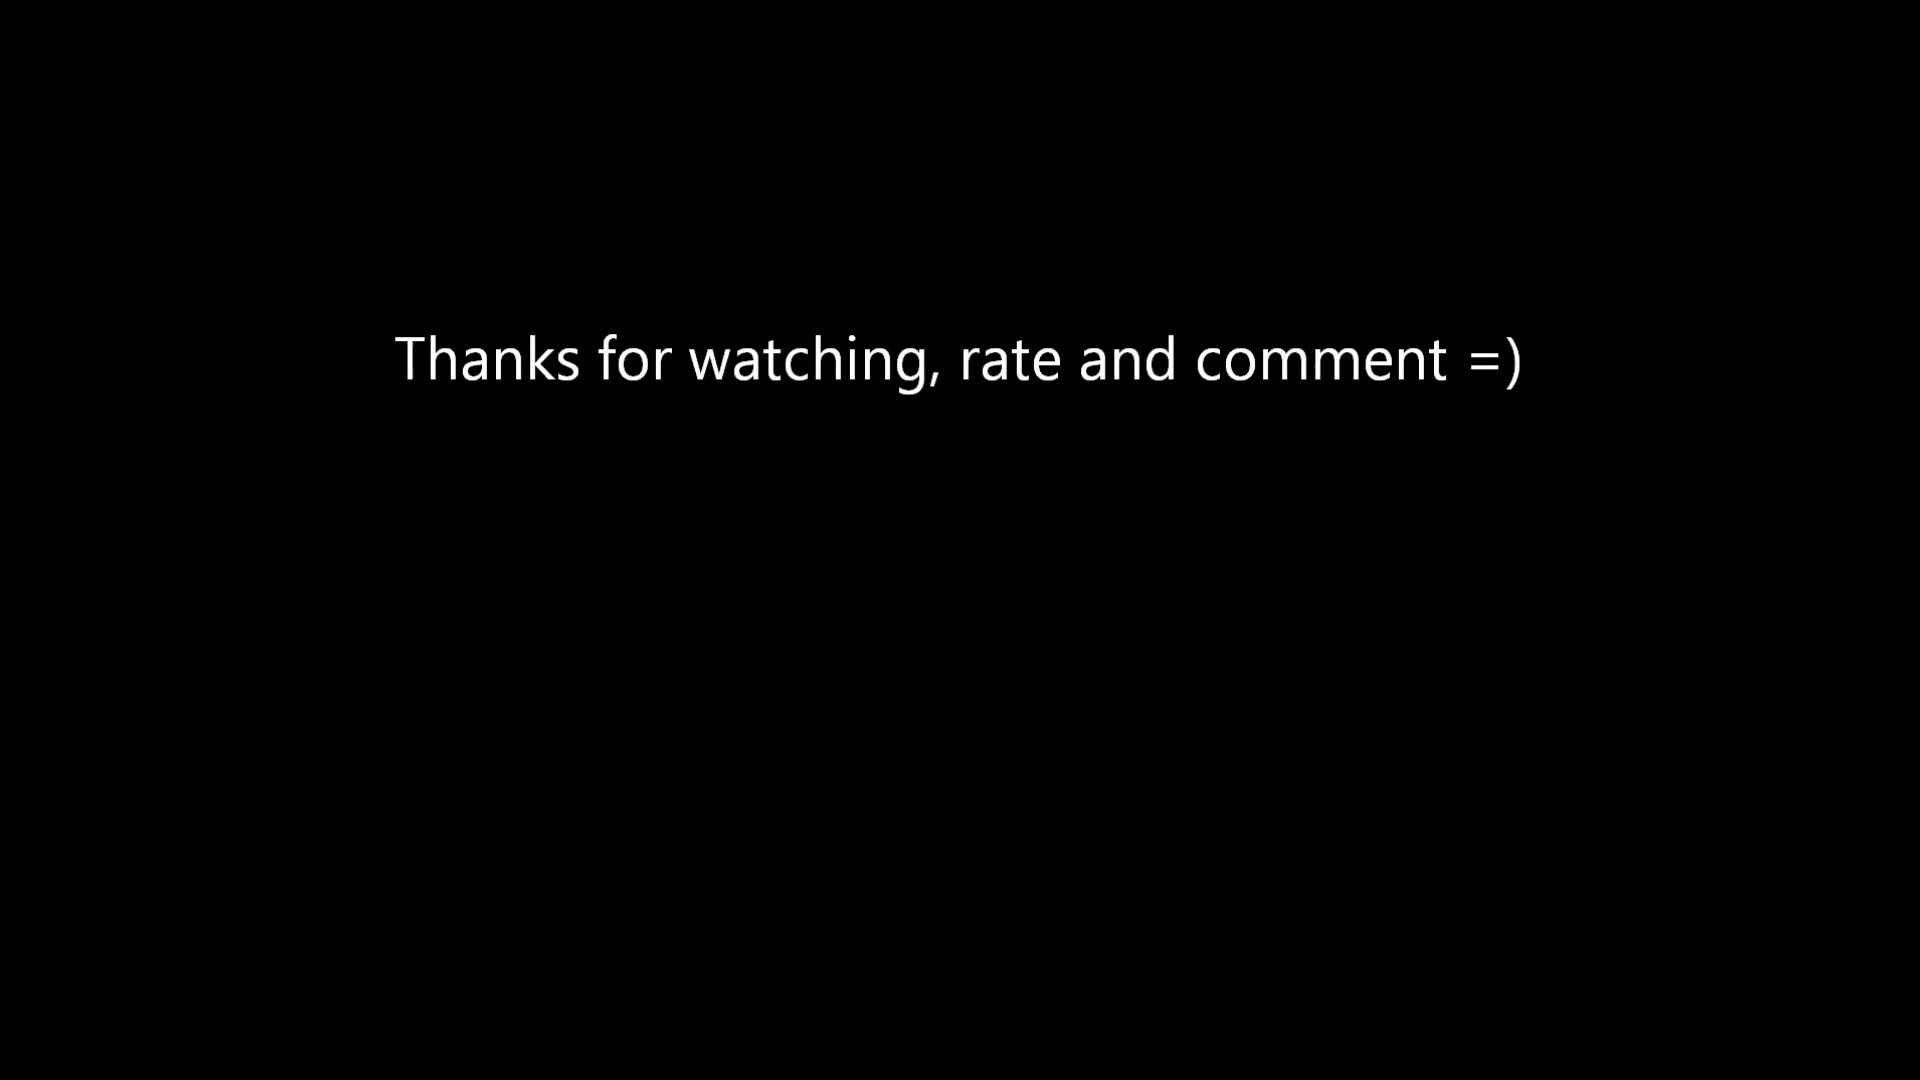 Thanks for watching, rate and comment =)